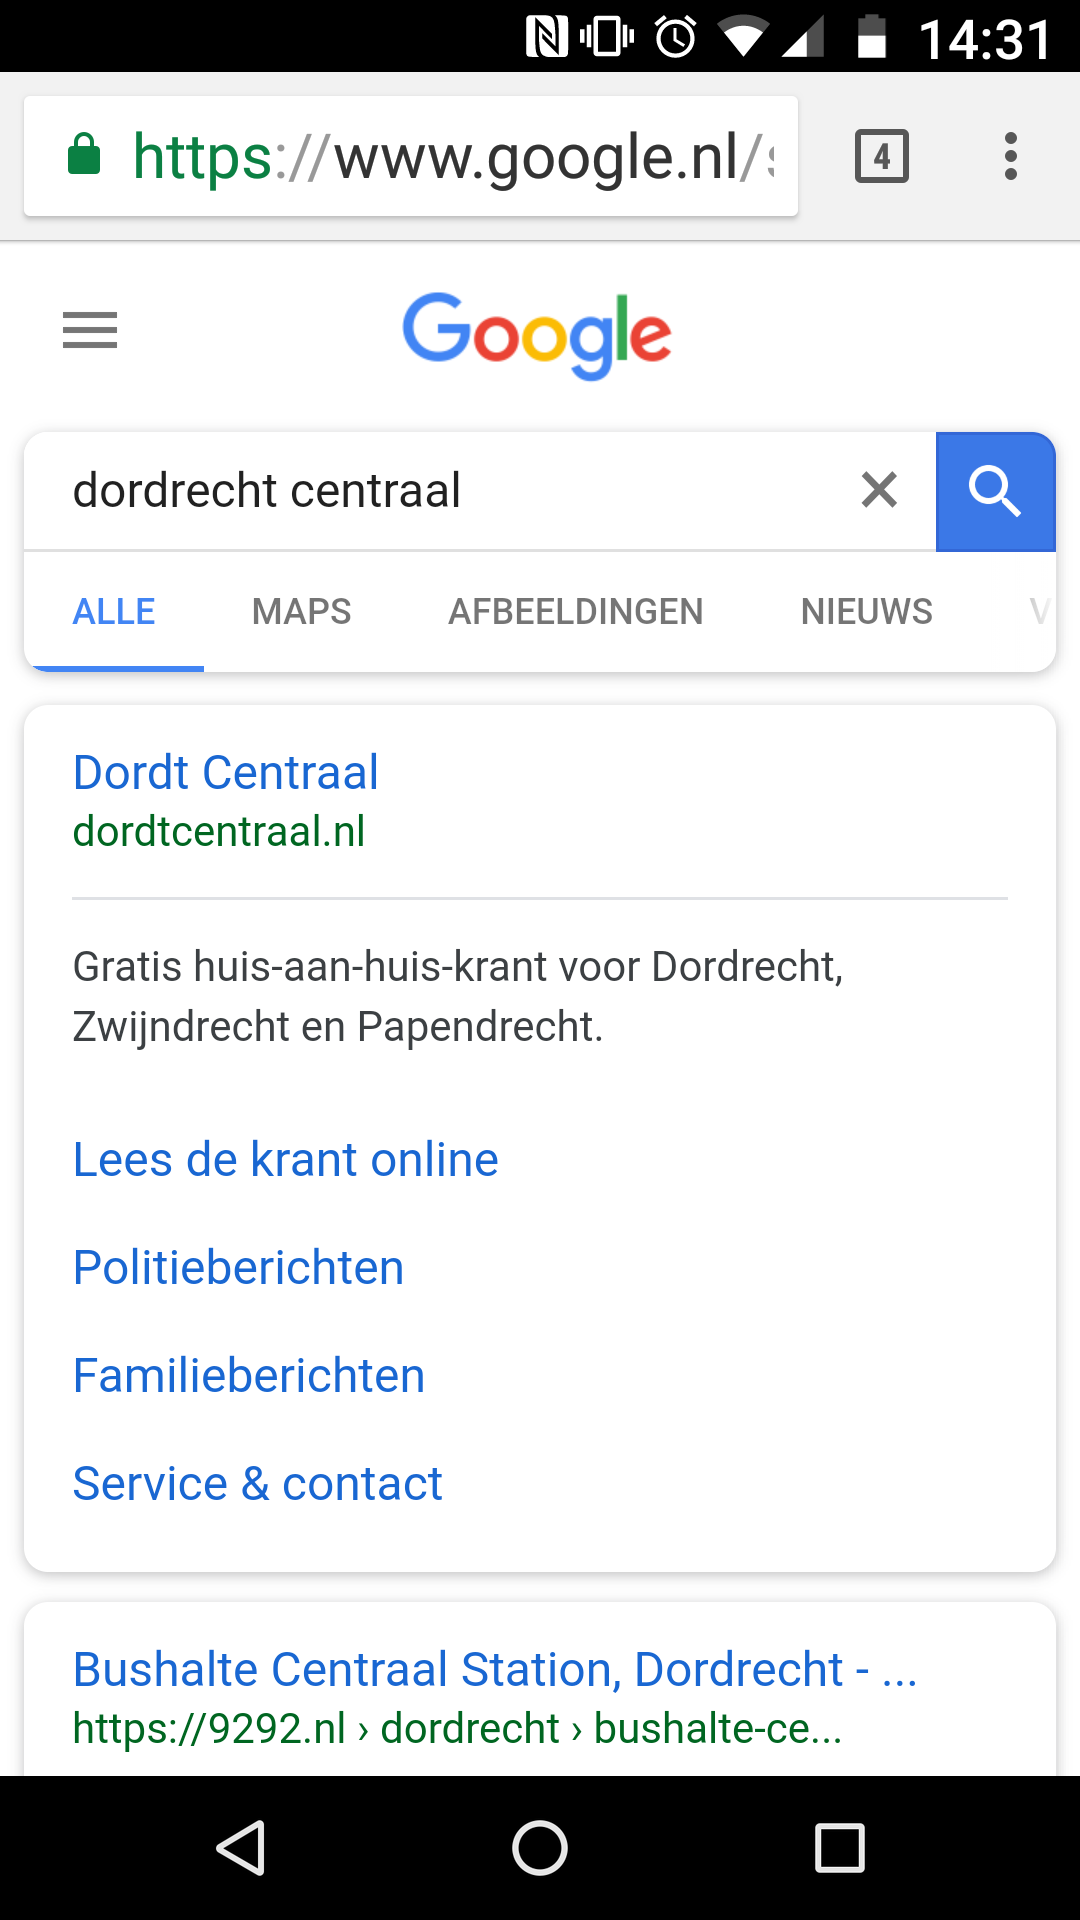 14:31
https://www.google.nl/
4
Google
dordrecht centraal
ALLE MAPS AFBEELDINGEN NIEUWS
Dordt Centraal
dordtcentraal.nl
Gratis huis-aan-huis-krant voor Dordrecht,
Zwijndrecht en Papendrecht.
Lees de krant online
Politieberichten
Familieberichten
Service & contact
Bushalte Centraal Station, Dordrecht - ...
https://9292.nl › dordrecht › bushalte-ce...